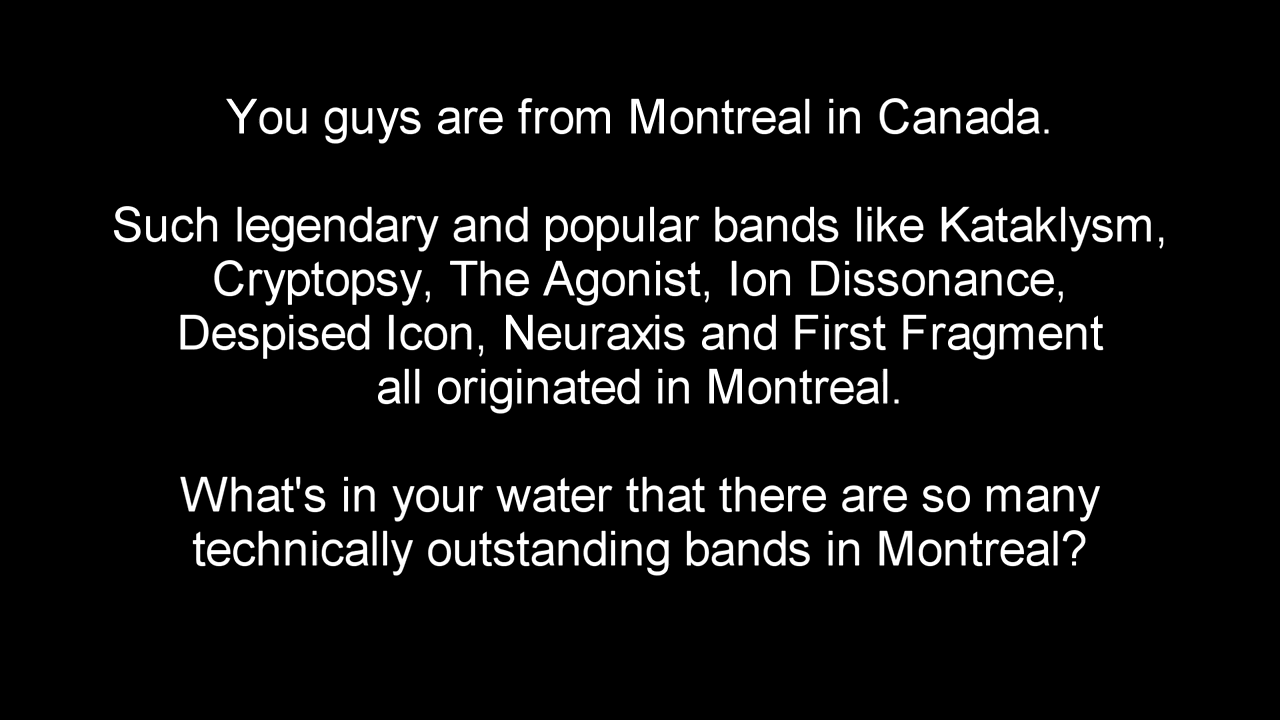 You guys are from Montreal in Canada.
Such legendary and popular bands like Kataklysm,
Cryptopsy, The Agonist, Ion Dissonance,
Despised Icon, Neuraxis and First Fragment
all originated in Montreal.
What's in your water that there are so many
technically outstanding bands in Montreal?